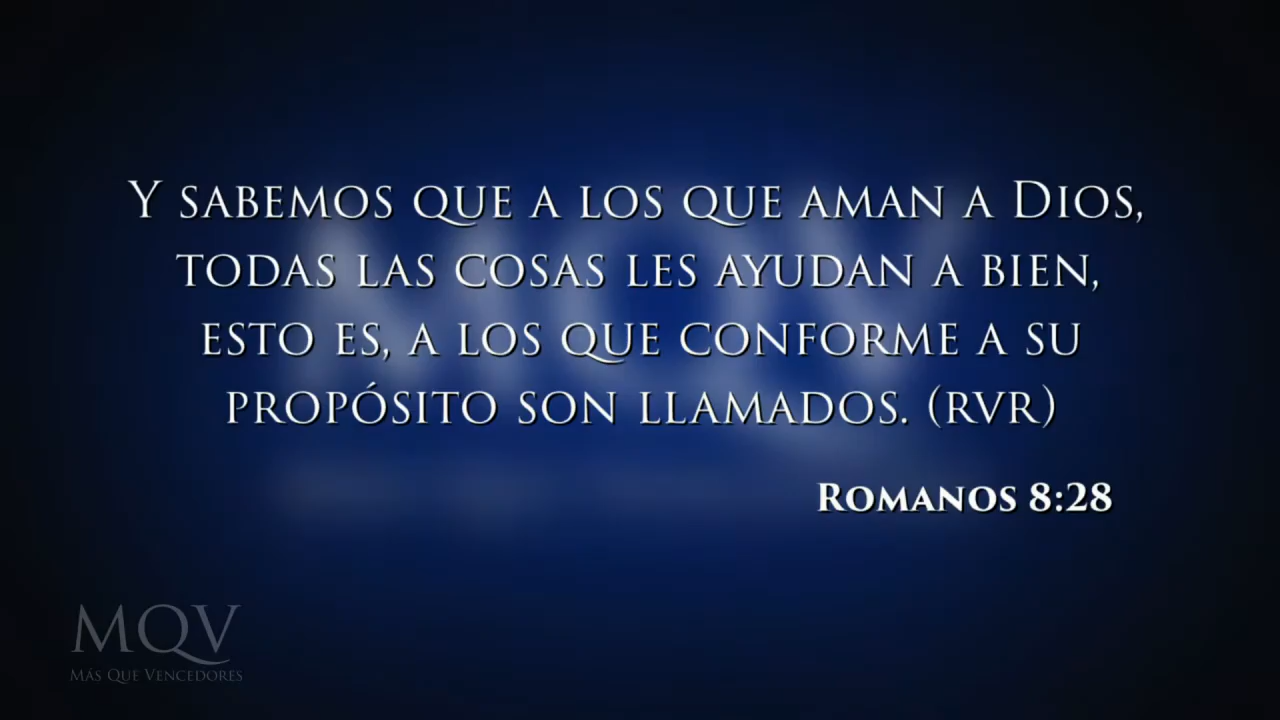 Y SABEMOS QUE A LOS QUE AMAN A DIOS,
TODAS LAS COSAS LES AYUDAN A BIEN,
ESTO ES, A LOS QUE CONFORME A SU
PROPÓSITO SON LLAMADOS. (RVR)
ROMANOS 8:28
MQV
MÁS QUE VENCEDORES